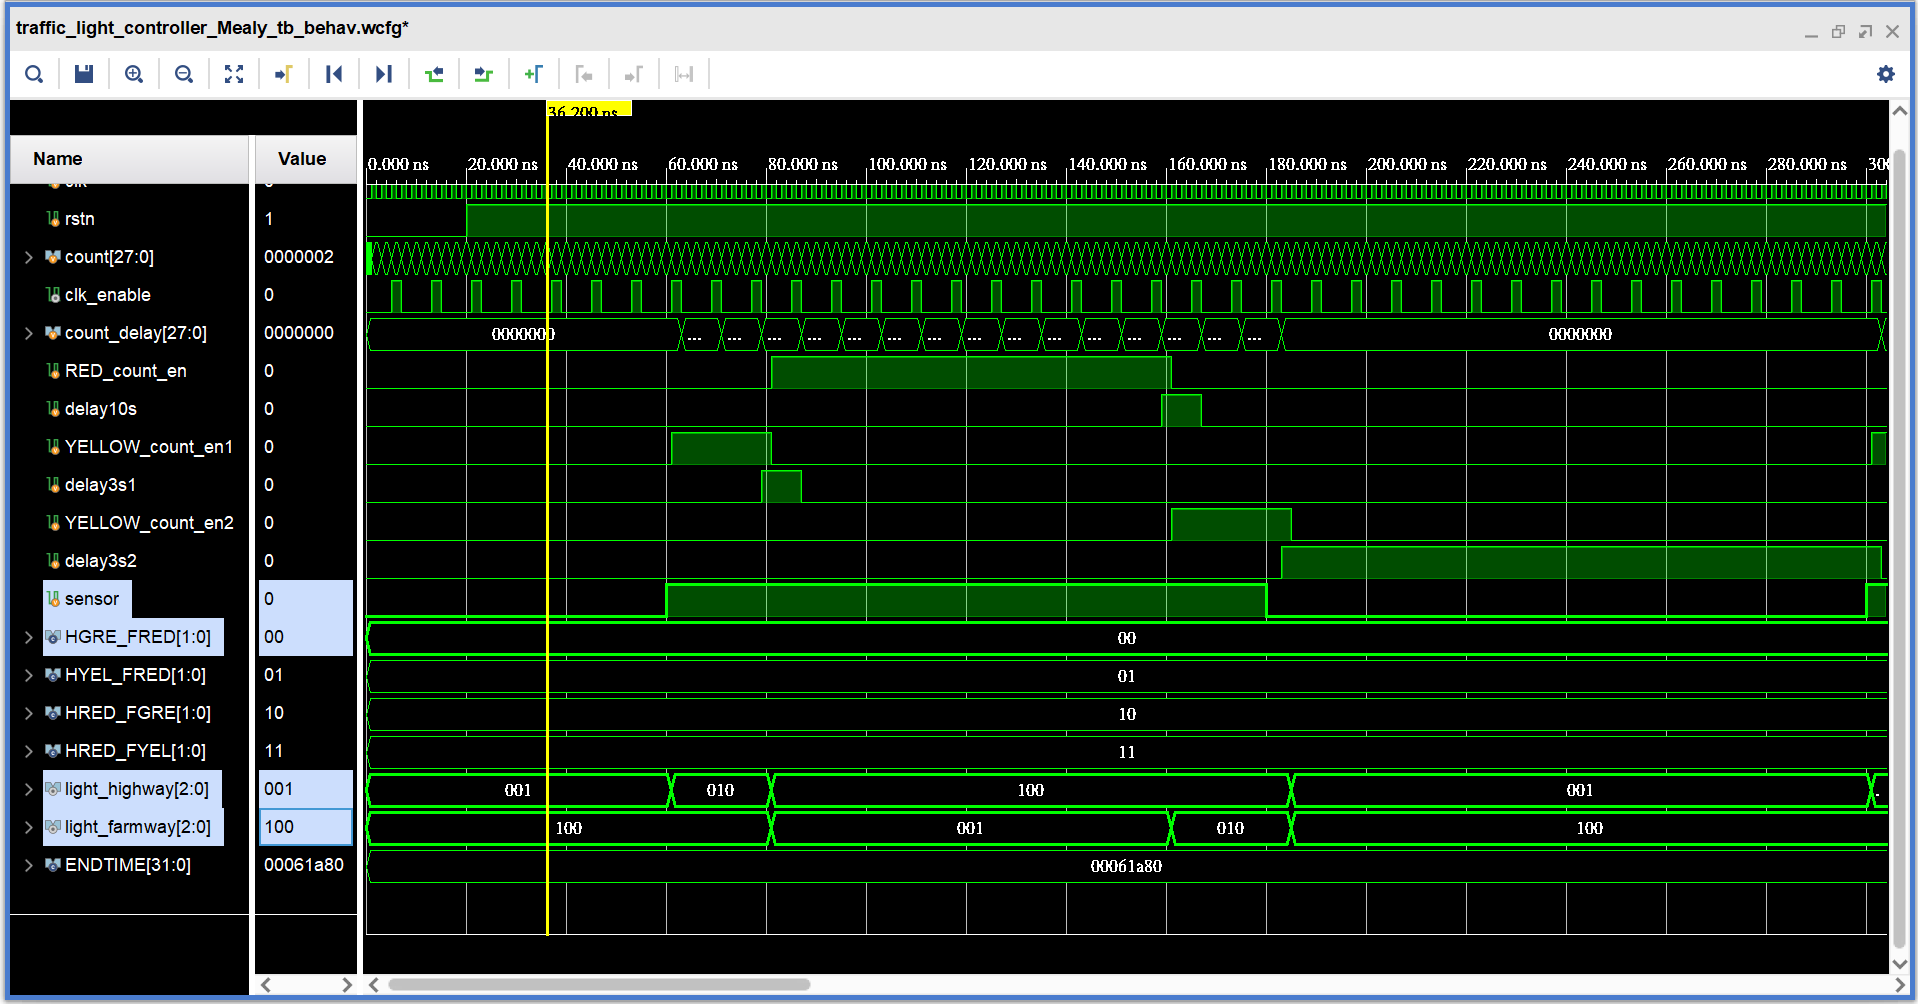 traffic_light_controller_Mealy_tb_behav.wcfg*
36.200 ns
Name Value 0.000 ns 20.000 ns 40.000 ns 60.000 ns 80.000 ns 100.000 ns 120.000 ns 140.000 ns 160.000 ns 180.000 ns 200.000 ns 220.000 ns 240.000 ns 260.000 ns 280.000 ns 300
rstn 1
count[27:0] 0000002
clk_enable 0
count_delay[27:0] 0000000 0000000 ... ... ... ... ... ... ... ... ... ... ... ... ... ... ... 0000000
RED_count_en 0
delay10s 0
YELLOW_count_en1 0
delay3s1 0
YELLOW_count_en2 0
delay3s2 0
sensor 0
HGRE_FRED[1:0] 00 00
HYEL_FRED[1:0] 01 01
HRED_FGRE[1:0] 10 10
HRED_FYEL[1:0] 11 11
light_highway[2:0] 001 001 010 100 001 .
light_farmway[2:0] 100 100 001 010 100
ENDTIME[31:0] 00061a80 00061a80